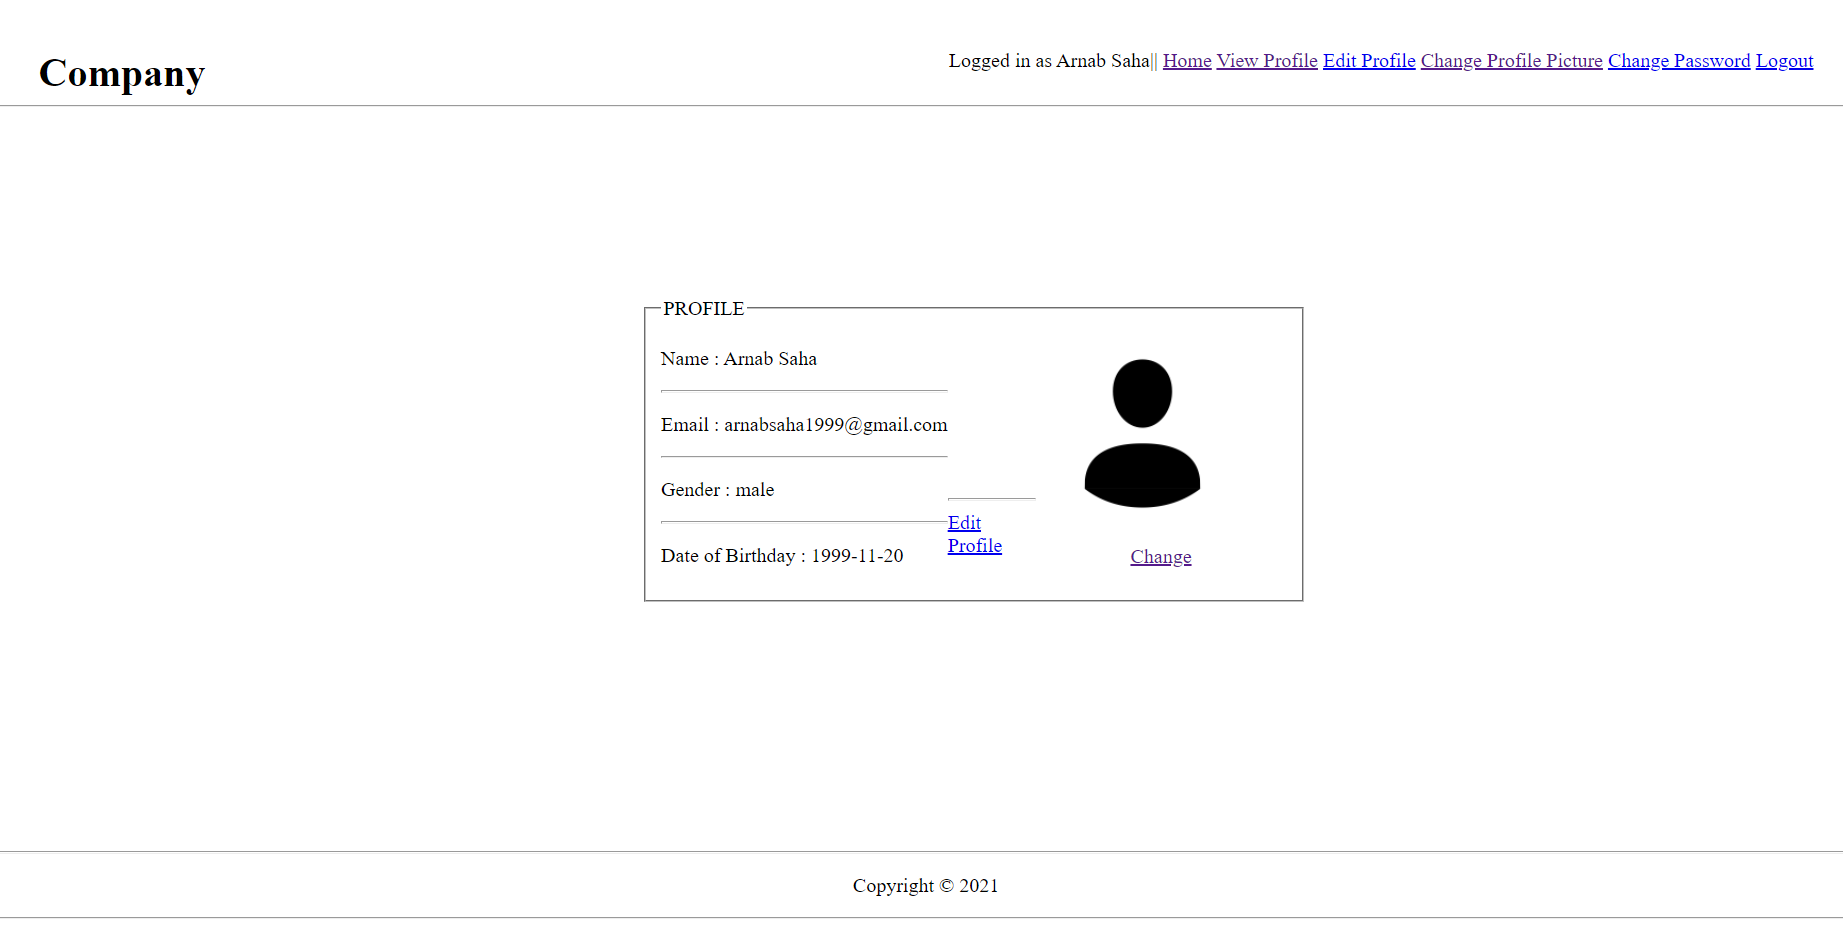 Company
Logged in as Arnab Saha|| Home View Profile Edit Profile Change Profile Picture Change Password Logout
PROFILE
Name : Arnab Saha
Email : arnabsaha1999@gmail.com
Gender : male
Date of Birthday : 1999-11-20
Edit
Profile
Change
Copyright © 2021